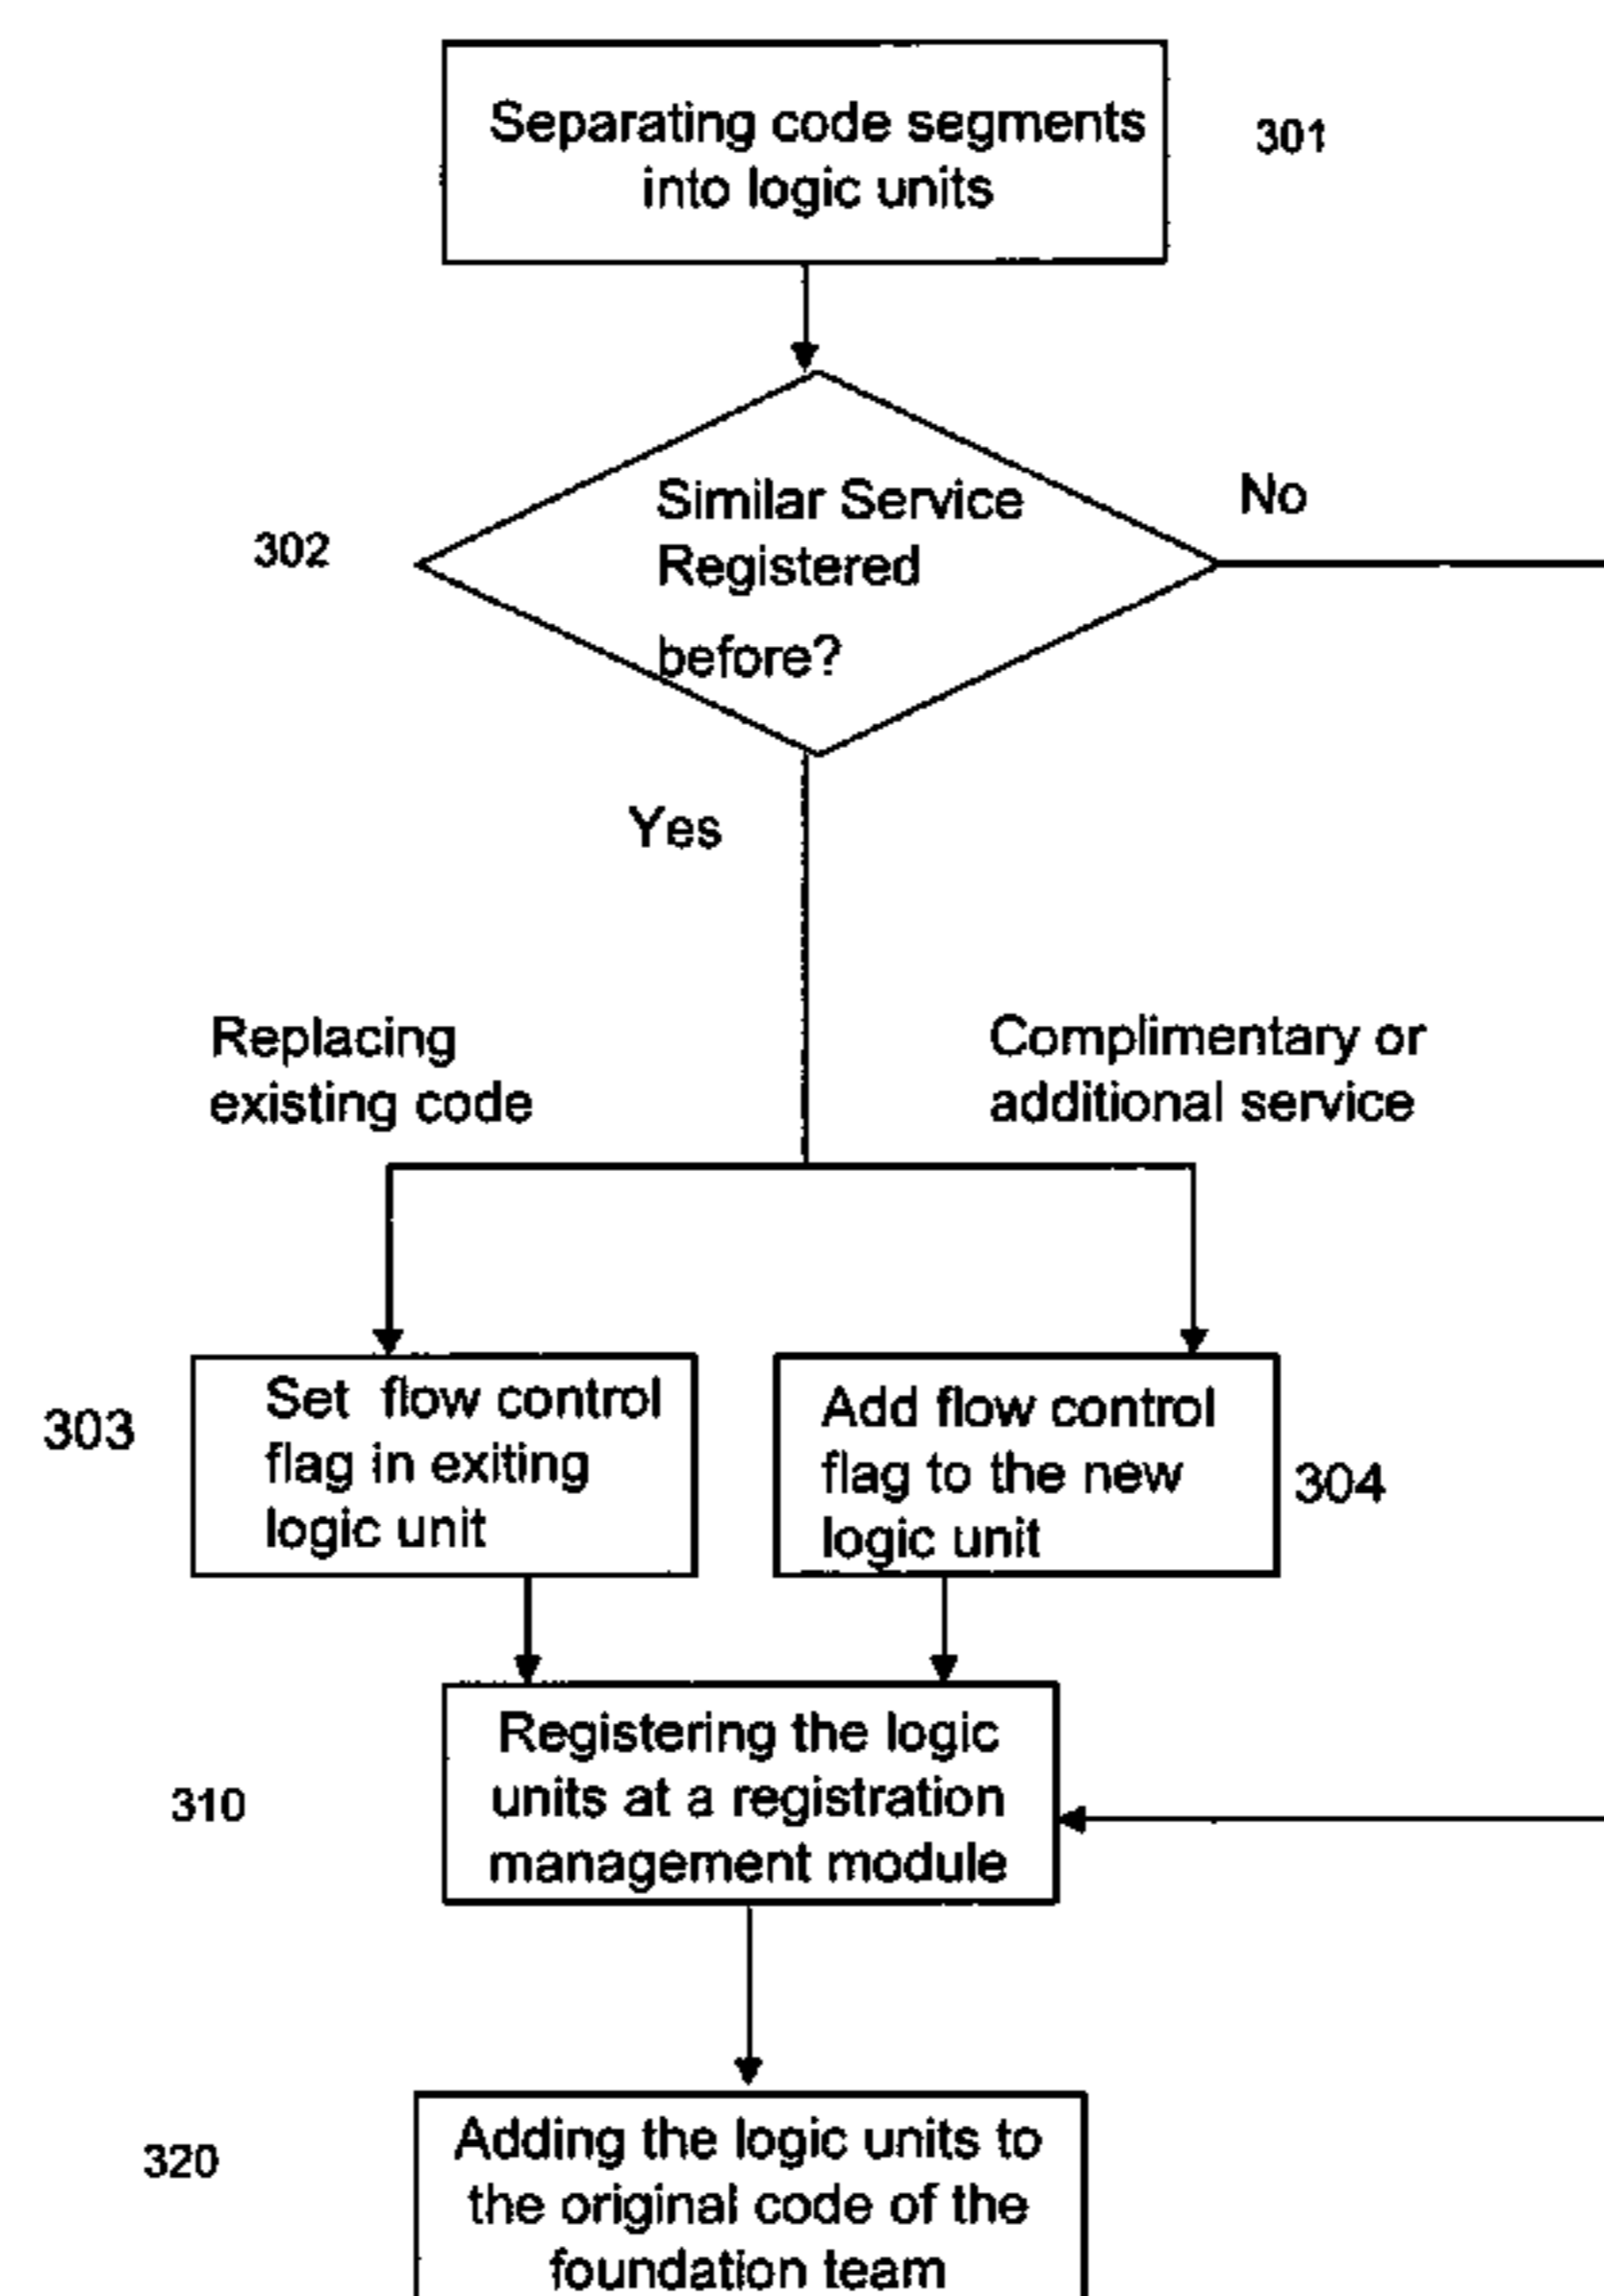 Separating code segments
into logic units
301
302
Similar Service
Registered
before?
No
Yes
Replacing
existing code
Complimentary or
additional service
303
Set flow control
flag in exiting
logic unit
Add flow control
flag to the new
logic unit
304
310
Registering the logic
units at a registration
management module
320
Adding the logic units to
the original code of the
foundation team